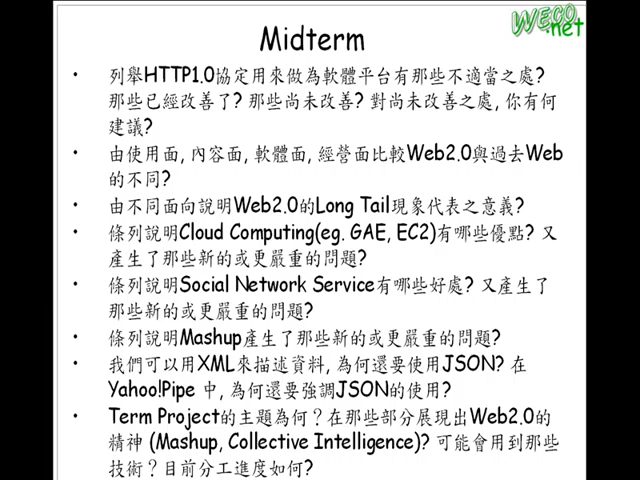 WECO
.net
Midterm
• 列舉HTTP1.0協定用來做為軟體平台有那些不適當之處?
那些已經改善了? 那些尚未改善? 對尚未改善之處, 你有何
建議?
• 由使用面, 內容面, 軟體面, 經營面比較Web2.0與過去Web
的不同?
• 由不同面向說明Web2.0的Long Tail現象代表之意義?
• 條列說明Cloud Computing(eg. GAE, EC2)有哪些優點? 又
產生了那些新的或更嚴重的問題?
• 條列說明Social Network Service有哪些好處? 又產生了
那些新的或更嚴重的問題?
• 條列說明Mashup產生了那些新的或更嚴重的問題?
• 我們可以用XML來描述資料, 為何還要使用JSON? 在
Yahoo!Pipe 中, 為何還要強調JSON的使用?
• Term Project的主題為何？在那些部分展現出Web2.0的
精神 (Mashup, Collective Intelligence)? 可能會用到那些
技術？目前分工進度如何?